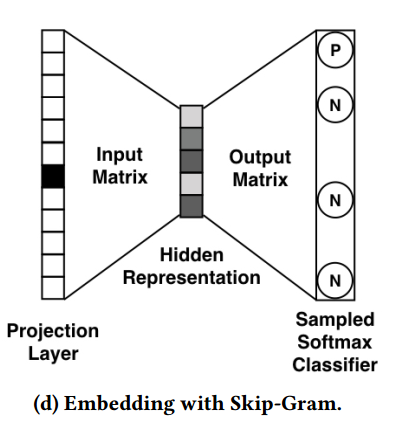 P
N
Input
Matrix
Output
Matrix
N
Hidden
Representation
N
Projection
Layer
Sampled
Softmax
Classifier
(d) Embedding with Skip-Gram.